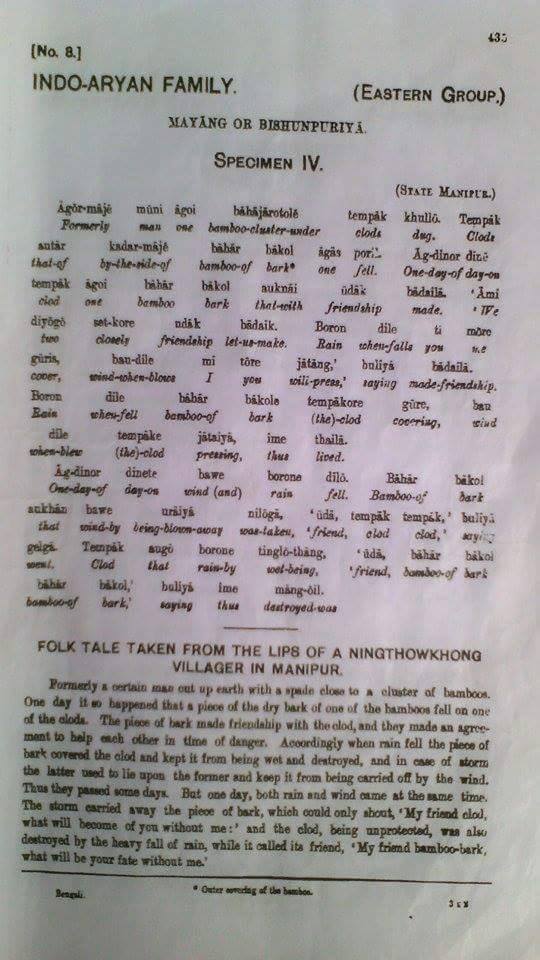 435
[No. 8.]
INDO-ARYAN FAMILY. (EASTERN GROUP.)
MAYĀNG OR BISHUNPURIYĀ.
SPECIMEN IV.
(STATE MANIPUR.)
Āgōr-mājē mūni āgoi bāhājārotolē tempāk khullō. Tempāk
Formerly man one bamboo-cluster-under clods dug. Clods
autār kadar-mājē bāhār bākol āgās Āg-dinor dinē
that-of by-the-side-of bamboo-of bark* one fell. One-day-of day-on
tempāk āgoi bāhār bākol auknāi ūdāk bādailā. 'Āmi
clod one bamboo bark that-with friendship made. 'We
diyōgō set-kore ūdāk bādaik. Boron dile ti mōre
two closely friendship let-us-make. Rain when-falls you me
gūris, bau-dile mi tōre jātāng,' buliyā bādailā.
cover, wind-when-blows I you will-press,' saying made-friendship.
Boron dile bāhār bākole tempākore gūre, bau
Rain when-fell bamboo-of bark (the)-clod covering, wind
dile tempāke jātaiyā, ime thailā.
when-blew (the)-clod pressing, thus lived.
Āg-dinor dinete bawe borone dilō. Bāhār bākol
One-day-of day-on wind (and) rain fell. Bamboo-of bark
aukhān bawe uṛāiyā nilōgā, 'ūdā, tempāk tempāk,' buliyā
that wind-by being-blown-away was-taken, 'friend, clod clod,' saying
gelgā. Tempāk augō borone tinglō-thāng, 'ūdā, bāhār bākol
went. Clod that rain-by wet-being, 'friend, bamboo-of bark
bāhār bākol,' buliyā ime māng-ōil.
bamboo-of bark,' saying thus destroyed-was
FOLK TALE TAKEN FROM THE LIPS OF A NINGTHOWKHONG
VILLAGER IN MANIPUR.
Formerly a certain man cut up earth with a spade close to a cluster of bamboos.
One day it so happened that a piece of the dry bark of one of the bamboos fell on one
of the clods. The piece of bark made friendship with the clod, and they made an agree-
ment to help each other in time of danger. Accordingly when rain fell the piece of
bark covered the clod and kept it from being wet and destroyed, and in case of storm
the latter used to lie upon the former and keep it from being carried off by the wind.
Thus they passed some days. But one day, both rain and wind came at the same time.
The storm carried away the piece of bark, which could only shout, 'My friend clod,
what will become of you without me:' and the clod, being unprotected, was also
destroyed by the heavy fall of rain, while it called its friend, 'My friend bamboo-bark,
what will be your fate without me.'
* Outer covering of the bamboo.
Bengali.
3 K 2